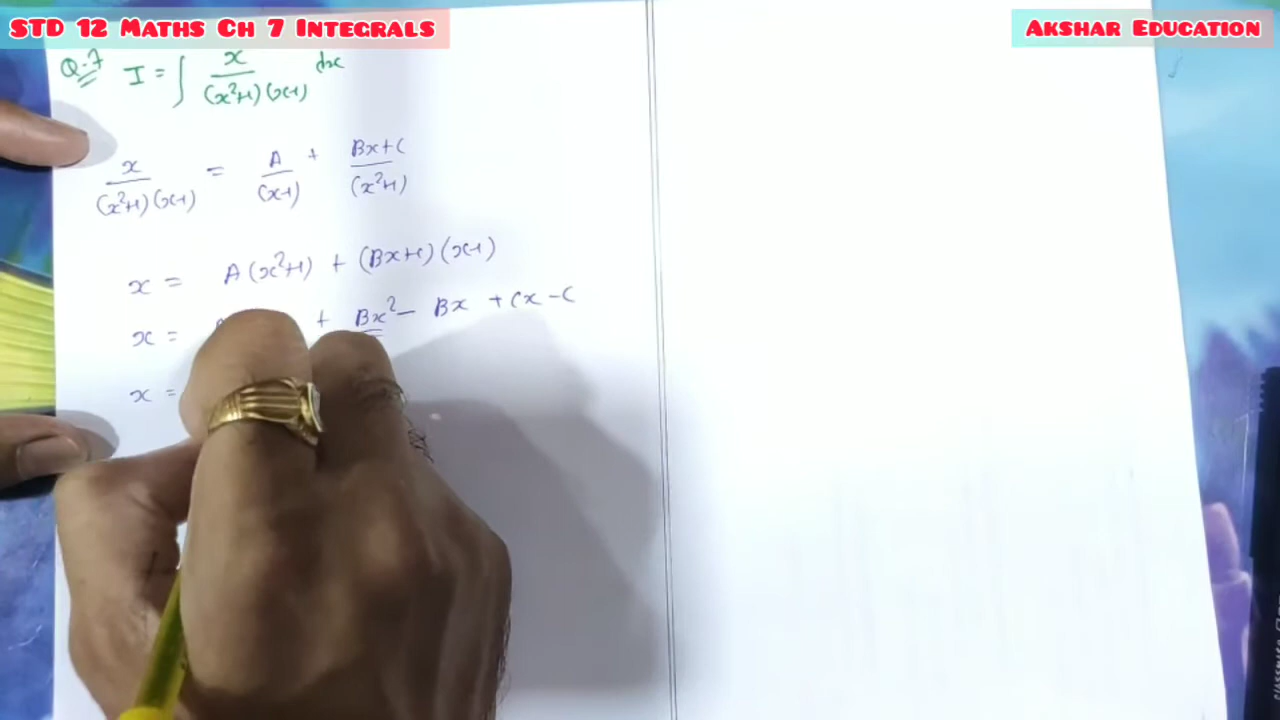 STD 12 Maths Ch 7 Integrals
Akshar Education
Q.7 I = ∫ x / (x²+1)(x-1) dx
x / (x²+1)(x-1) = A / (x-1) + Bx+C / (x²+1)
x = A(x²+1) + (Bx+C)(x-1)
x = + Bx² - Bx + Cx - C
x =